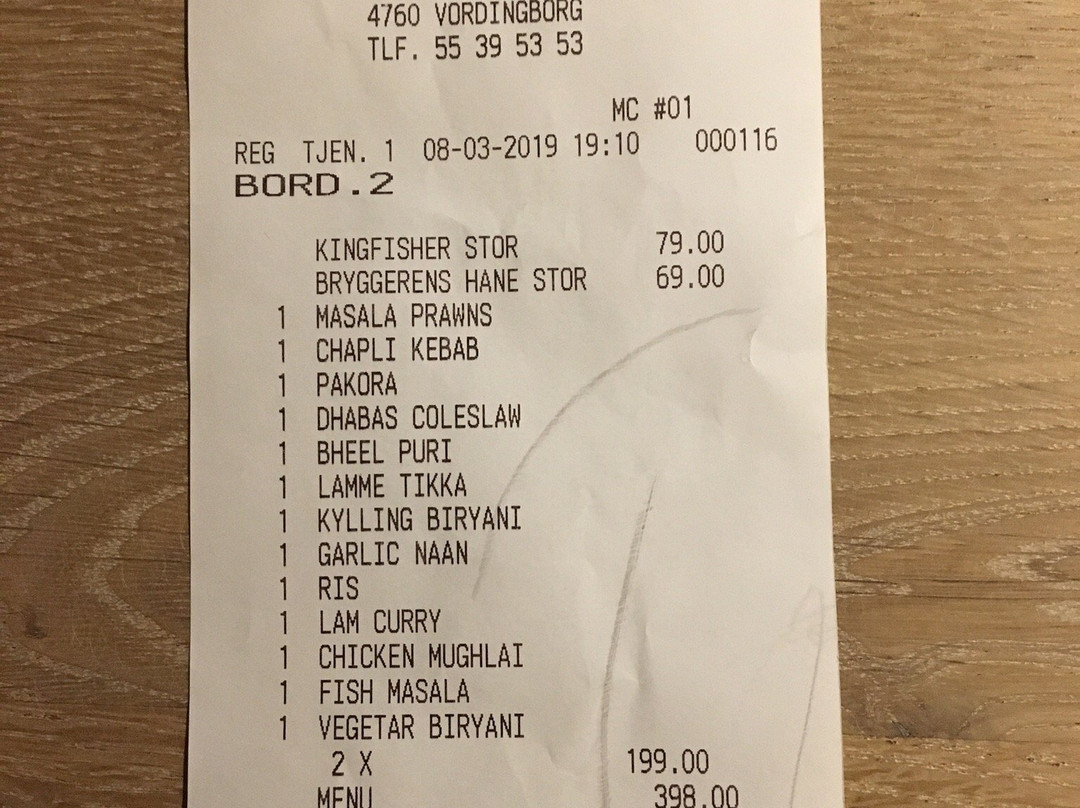 4760 VORDINGBORG
TLF. 55 39 53 53
MC #01
REG TJEN. 1 08-03-2019 19:10 000116
BORD.2
KINGFISHER STOR 79.00
BRYGGERENS HANE STOR 69.00
1 MASALA PRAWNS
1 CHAPLI KEBAB
1 PAKORA
1 DHABAS COLESLAW
1 BHEEL PURI
1 LAMME TIKKA
1 KYLLING BIRYANI
1 GARLIC NAAN
1 RIS
1 LAM CURRY
1 CHICKEN MUGHLAI
1 FISH MASALA
1 VEGETAR BIRYANI
2 X 199.00
MENU 398.00